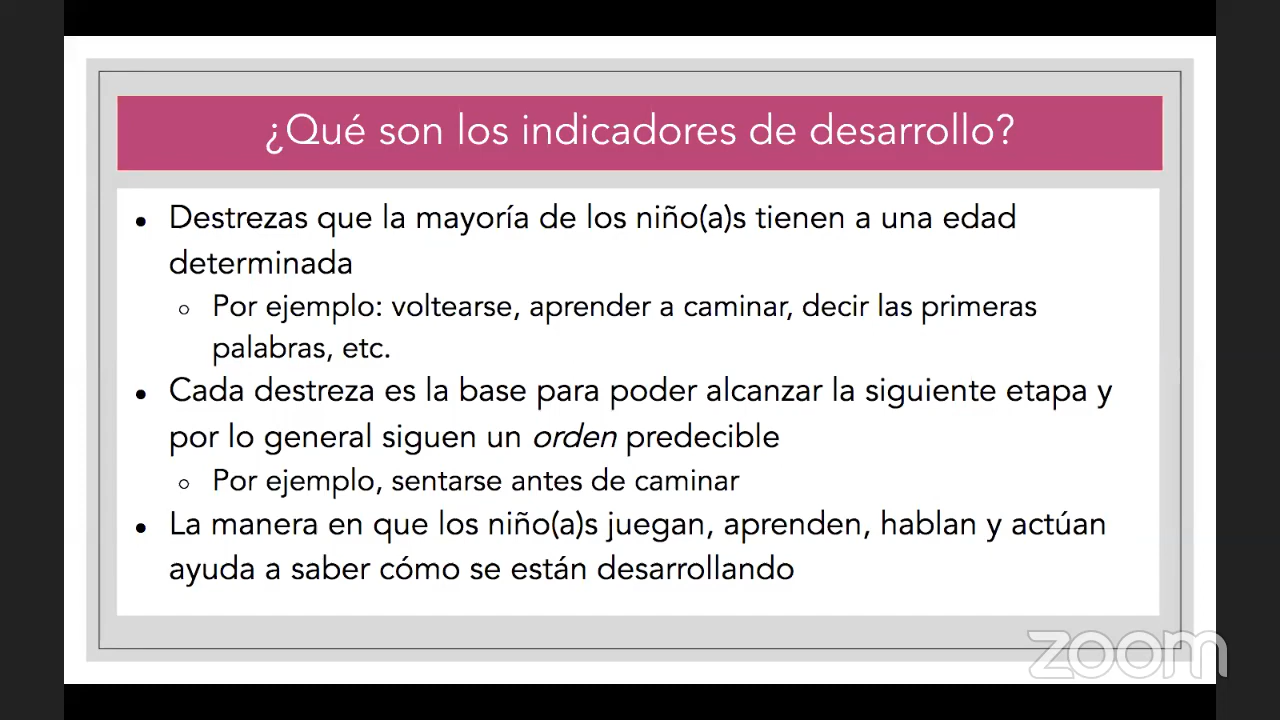 ¿Qué son los indicadores de desarrollo?
• Destrezas que la mayoría de los niño(a)s tienen a una edad
determinada
○ Por ejemplo: voltearse, aprender a caminar, decir las primeras
palabras, etc.
• Cada destreza es la base para poder alcanzar la siguiente etapa y
por lo general siguen un orden predecible
○ Por ejemplo, sentarse antes de caminar
• La manera en que los niño(a)s juegan, aprenden, hablan y actúan
ayuda a saber cómo se están desarrollando
zoom